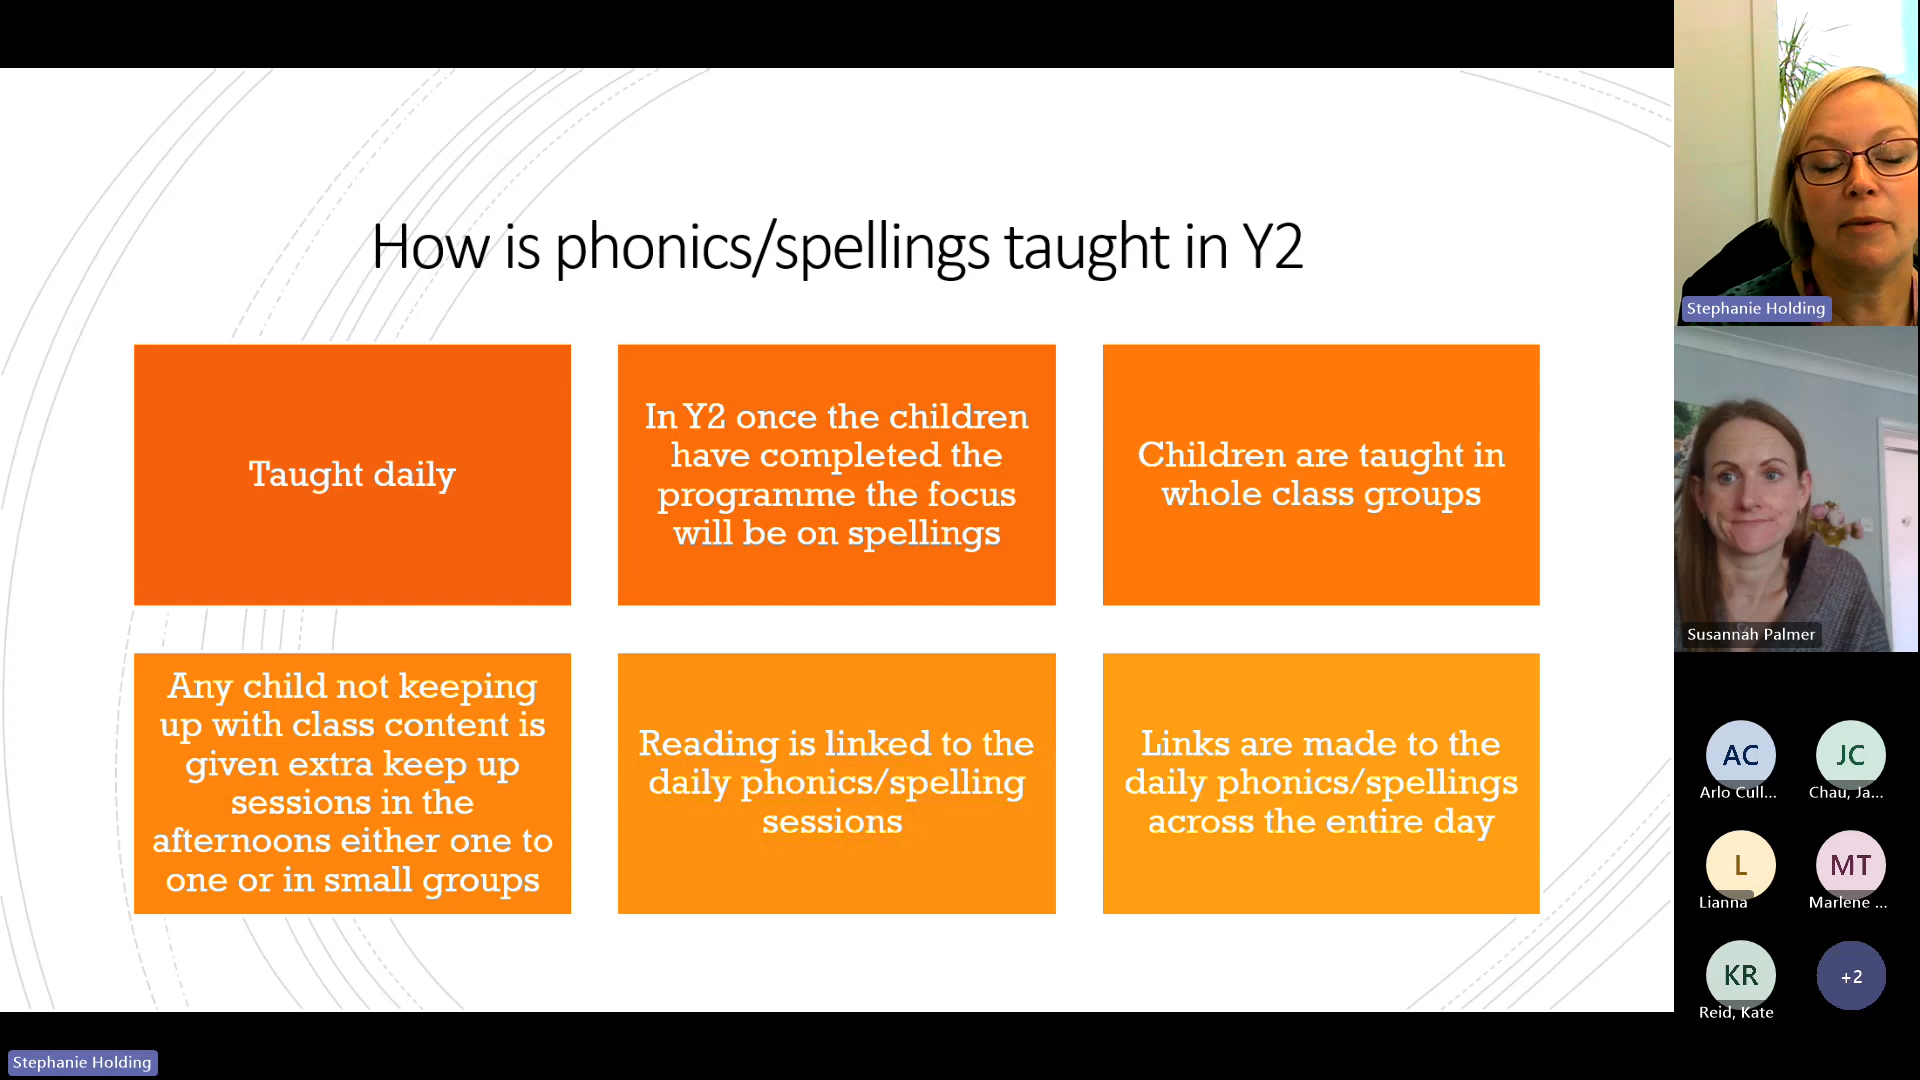 How is phonics/spellings taught in Y2
Taught daily
In Y2 once the children
have completed the
programme the focus
will be on spellings
Children are taught in
whole class groups
Any child not keeping
up with class content is
given extra keep up
sessions in the
afternoons either one to
one or in small groups
Reading is linked to the
daily phonics/spelling
sessions
Links are made to the
daily phonics/spellings
across the entire day
Stephanie Holding
Susannah Palmer
AC
JC
Arlo Cull...
Chau, Ja...
L
MT
Lianna
Marlene ...
KR
+2
Reid, Kate
Stephanie Holding